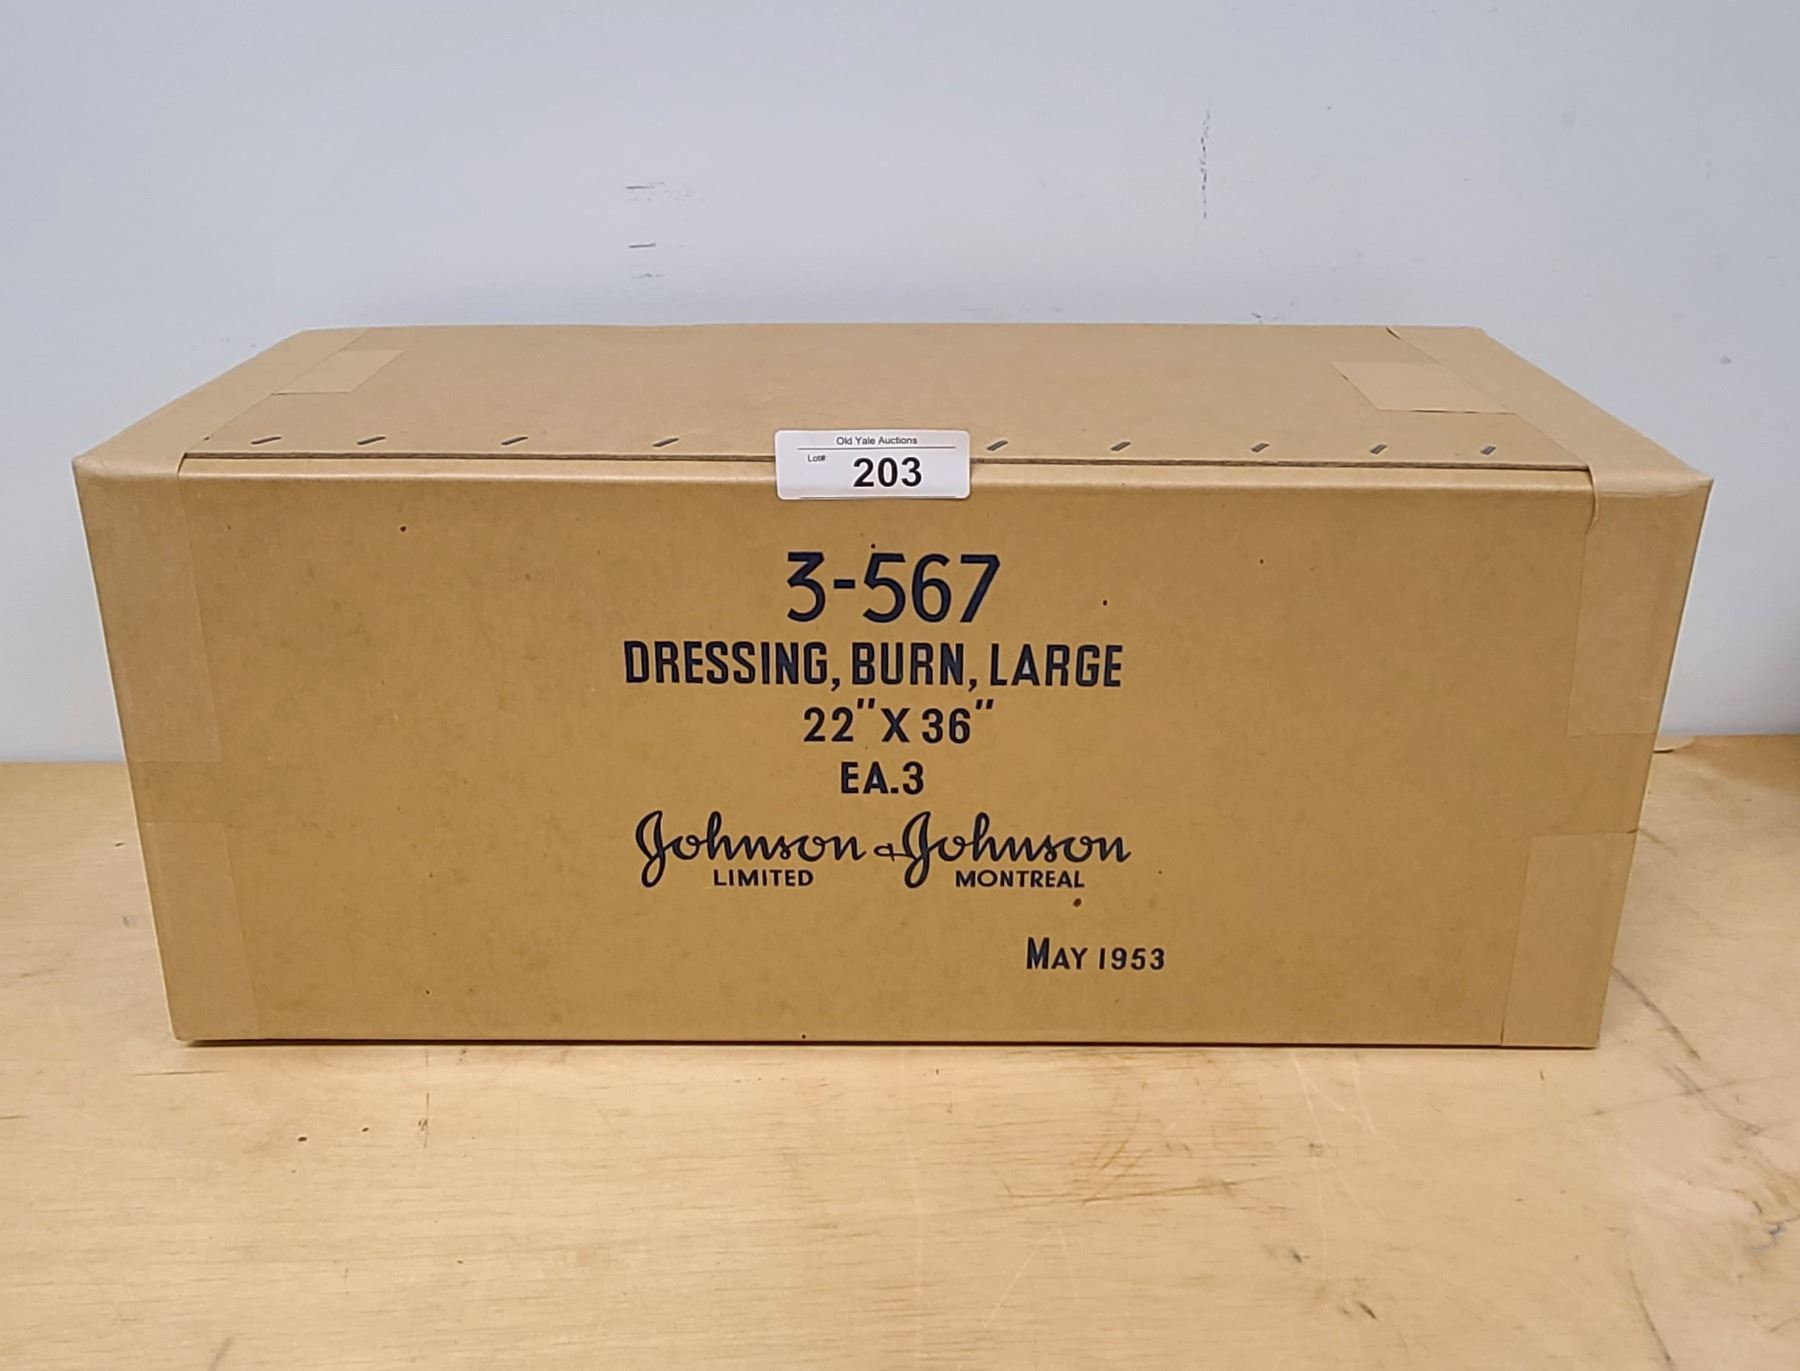 Old Yale Auctions
Lot# 203
3-567
DRESSING, BURN, LARGE
22" X 36"
EA.3
Johnson & Johnson
LIMITED MONTREAL
MAY 1953